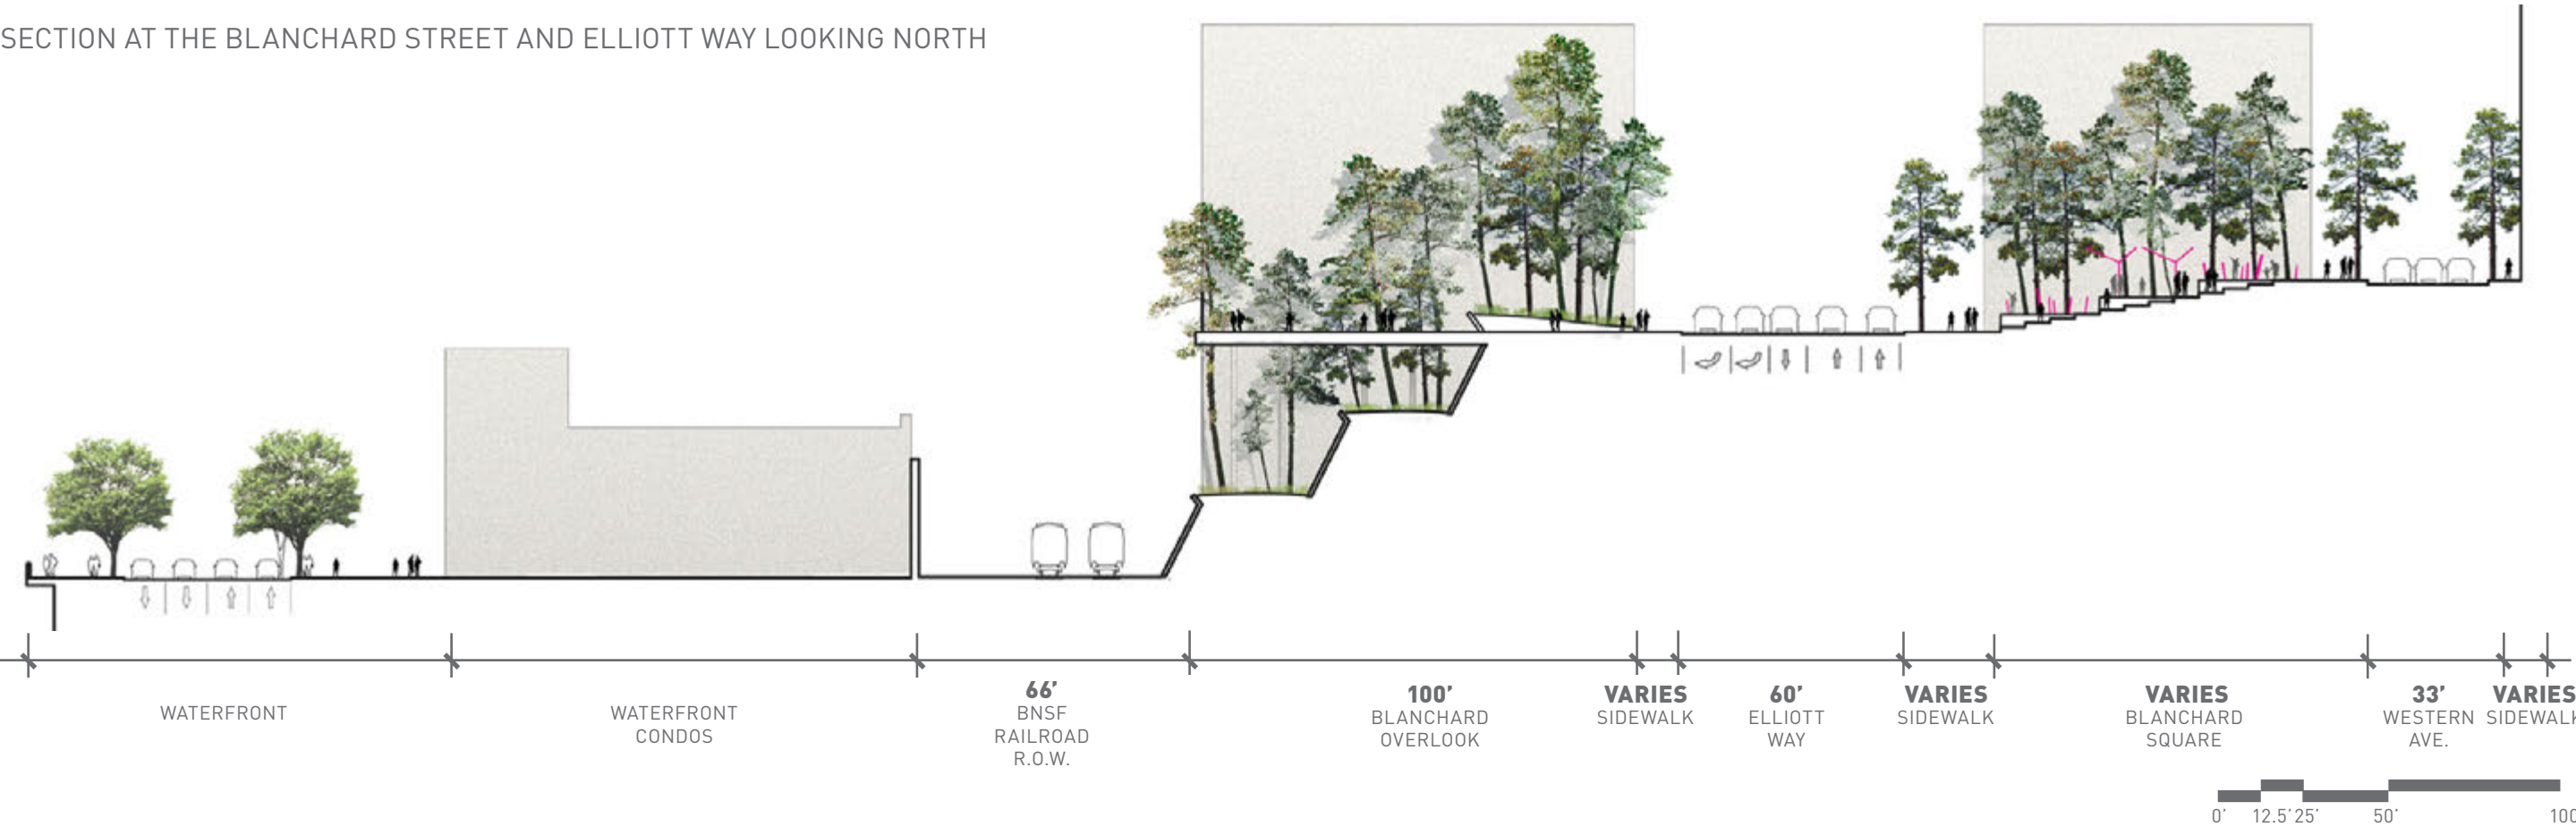 SECTION AT THE BLANCHARD STREET AND ELLIOTT WAY LOOKING NORTH
WATERFRONT
WATERFRONT
CONDOS
66’
BNSF
RAILROAD
R.O.W.
100’
BLANCHARD
OVERLOOK
VARIES
SIDEWALK
60’
ELLIOTT
WAY
VARIES
SIDEWALK
VARIES
BLANCHARD
SQUARE
33’
WESTERN
AVE.
VARIES
SIDEWALK
0’ 12.5’ 25’ 50’ 100